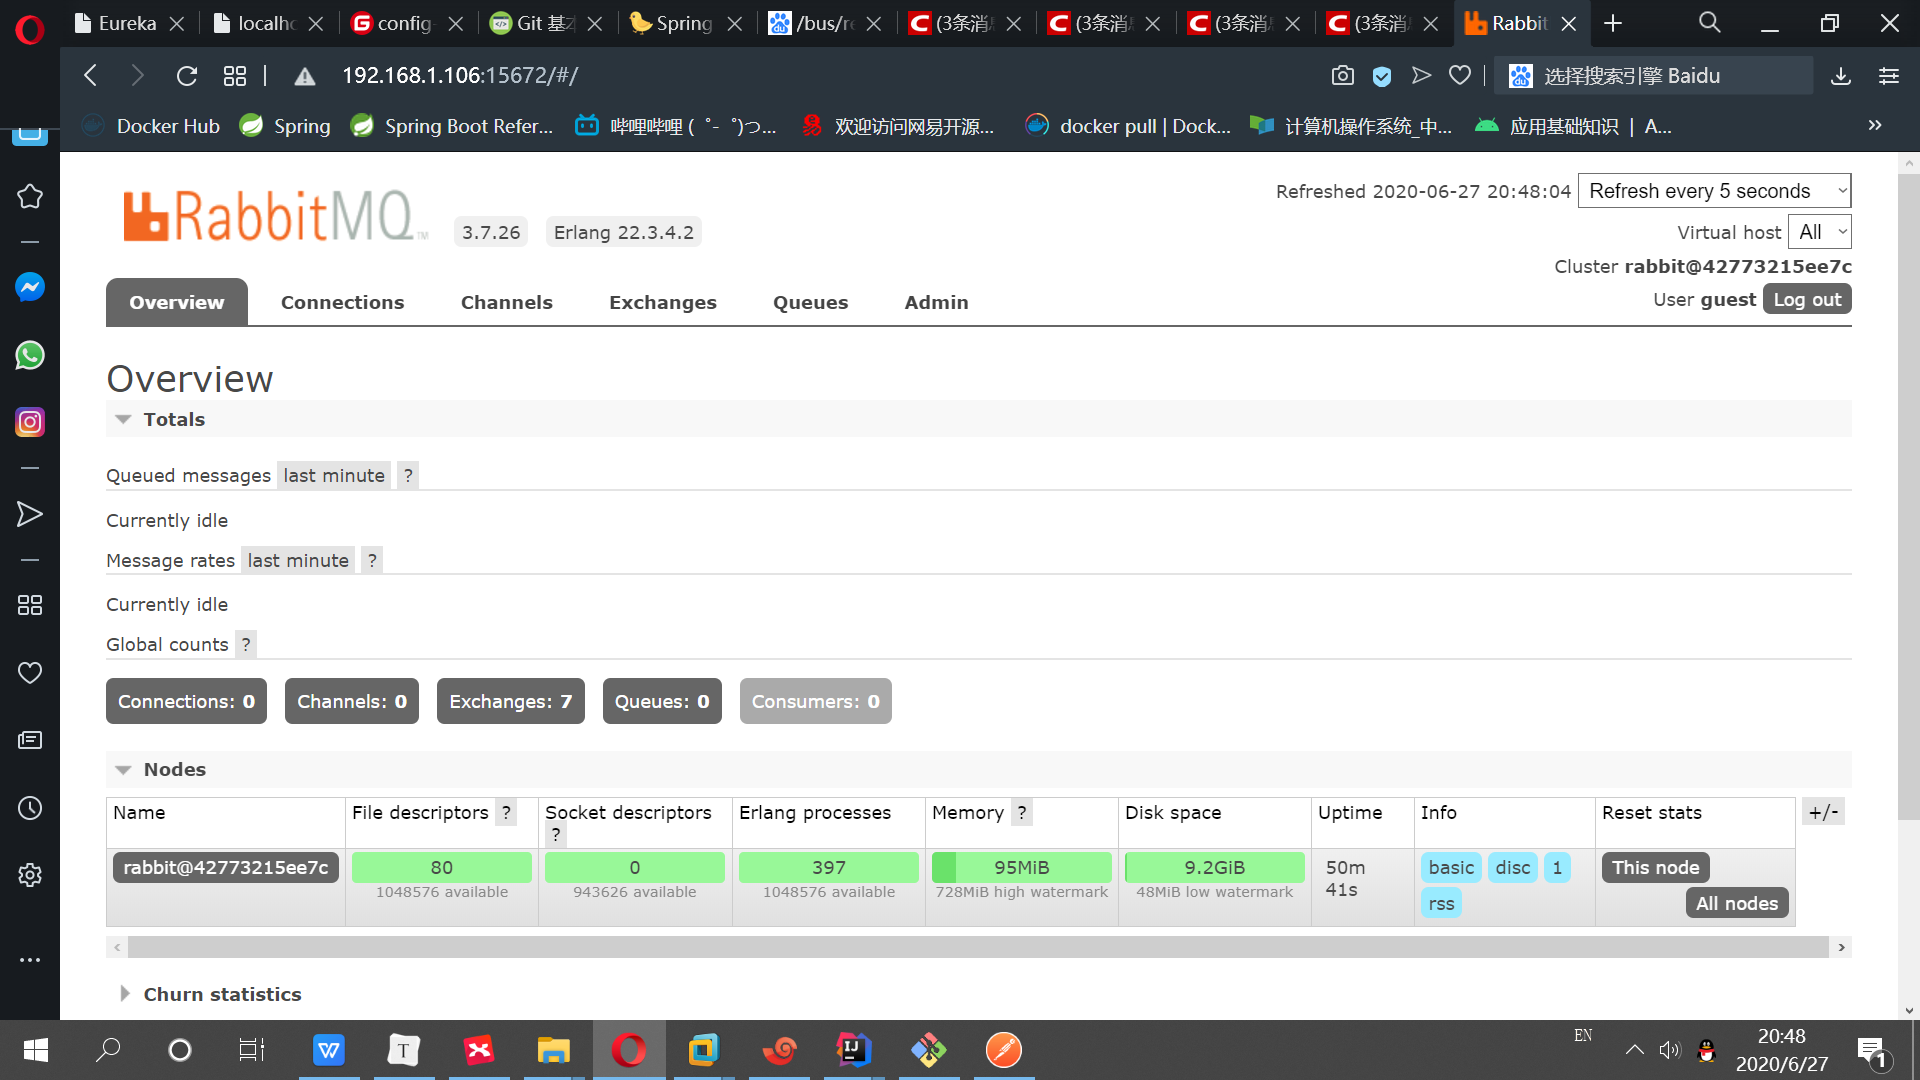 Eureka
localhc
config-
Git 基本
Spring
/bus/re
(3条消息
(3条消息
(3条消息
(3条消息
Rabbit
192.168.1.106:15672/#/
选择搜索引擎 Baidu
Docker Hub
Spring
Spring Boot Refer...
哔哩哔哩 ( ゜- ゜)つ...
欢迎访问网易开源...
docker pull | Dock...
计算机操作系统_中...
应用基础知识 | A...
RabbitMQ TM
3.7.26
Erlang 22.3.4.2
Refreshed 2020-06-27 20:48:04
Refresh every 5 seconds
Virtual host
All
Cluster rabbit@42773215ee7c
User guest
Log out
Overview
Connections
Channels
Exchanges
Queues
Admin
Overview
Totals
Queued messages last minute ?
Currently idle
Message rates last minute ?
Currently idle
Global counts ?
Connections: 0
Channels: 0
Exchanges: 7
Queues: 0
Consumers: 0
Nodes
Name
File descriptors ?
Socket descriptors ?
Erlang processes
Memory ?
Disk space
Uptime
Info
Reset stats
+/-
rabbit@42773215ee7c
80
1048576 available
0
943626 available
397
1048576 available
95MiB
728MiB high watermark
9.2GiB
48MiB low watermark
50m 41s
basic
disc
1
rss
This node
All nodes
Churn statistics
EN
20:48
2020/6/27
1